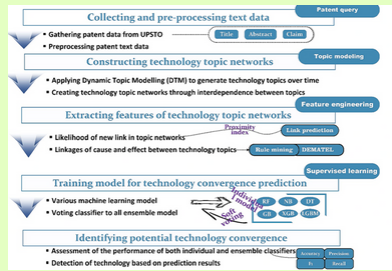 Patent query
Collecting and pre-processing text data
• Gathering patent data from UPSTO
Title
Abstract
Claim
• Preprocessing patent text data
Topic modeling
Constructing technology topic networks
• Applying Dynamic Topic Modelling (DTM) to generate technology topics over time
• Creating technology topic networks through interdependence between topics
Feature engineering
Extracting features of technology topic networks
Proximity index
Link prediction
• Likelihood of new link in topic networks
• Linkages of cause and effect between technology topics
Rule mining
DEMATEL
Supervised learning
Training model for technology convergence prediction
• Various machine learning model
• Voting classifier to all ensemble model
Individual model
Soft voting
RF
NB
DT
GB
XGB
LGBM
Identifying potential technology convergence
• Assessment of the performance of both individual and ensemble classifiers
• Detection of technology based on prediction results
Accuracy
Precision
F1
Recall